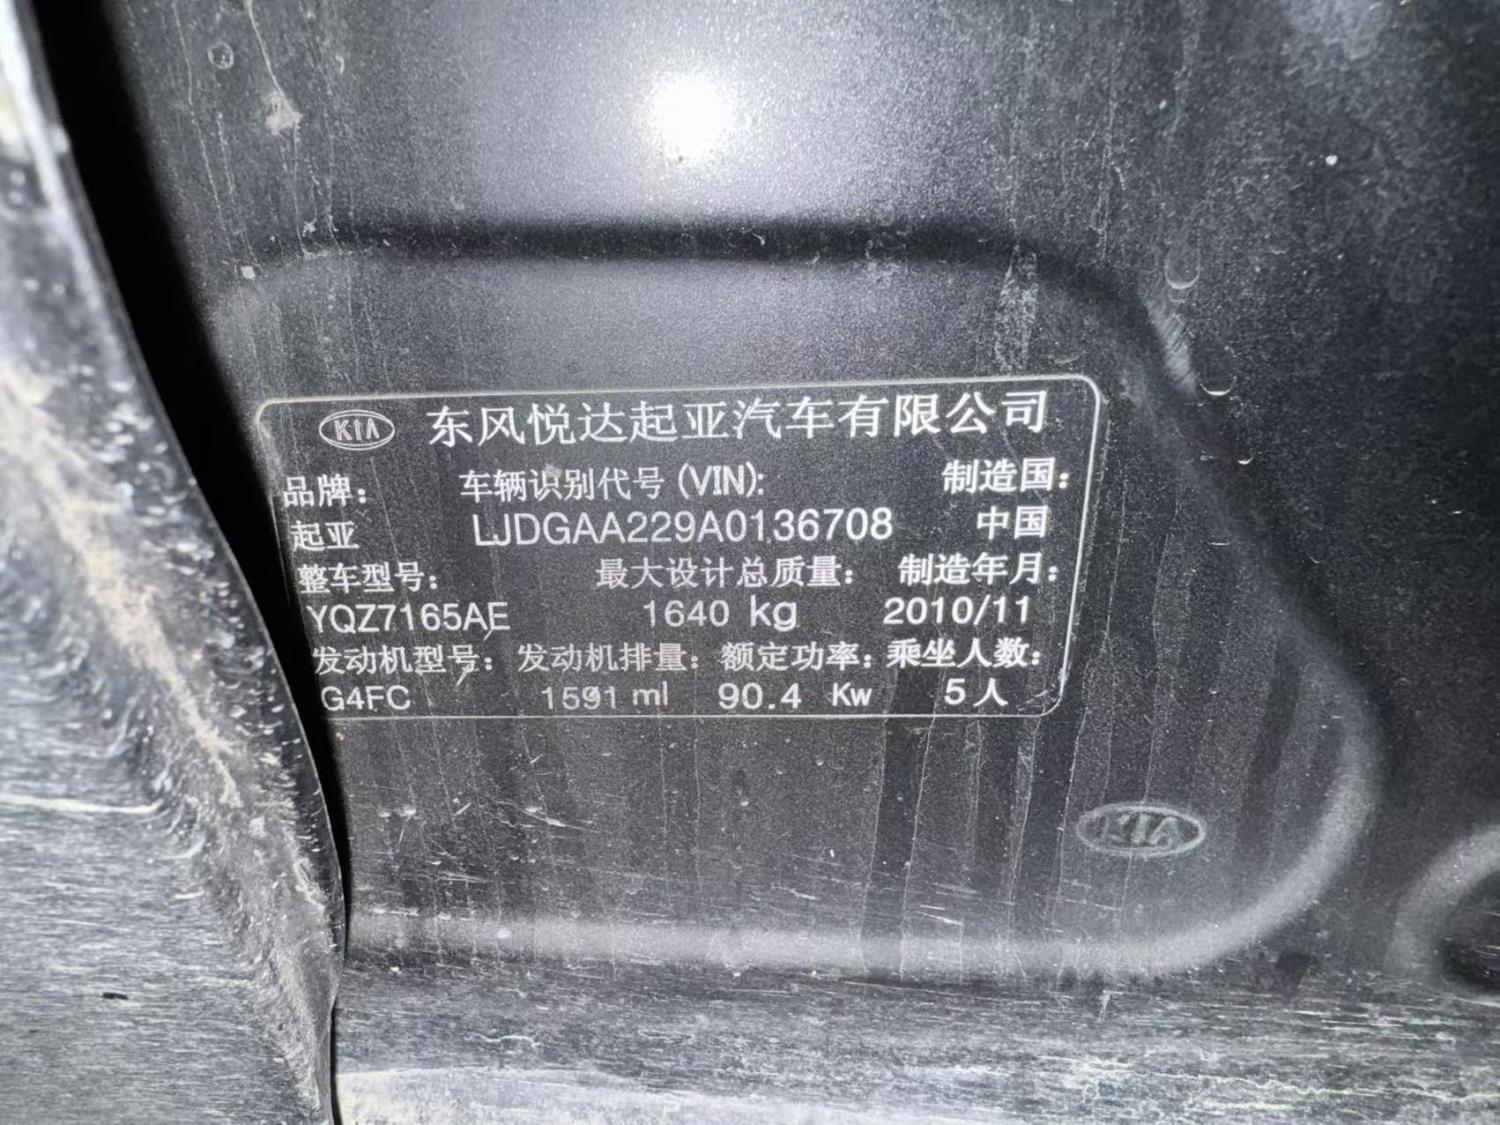 KIA 东风悦达起亚汽车有限公司
品牌: 车辆识别代号 (VIN): 制造国:
起亚 LJDGAA229A0136708 中国
整车型号: 最大设计总质量: 制造年月:
YQZ7165AE 1640 kg 2010/11
发动机型号: 发动机排量: 额定功率: 乘坐人数:
G4FC 1591 ml 90.4 Kw 5人
KIA